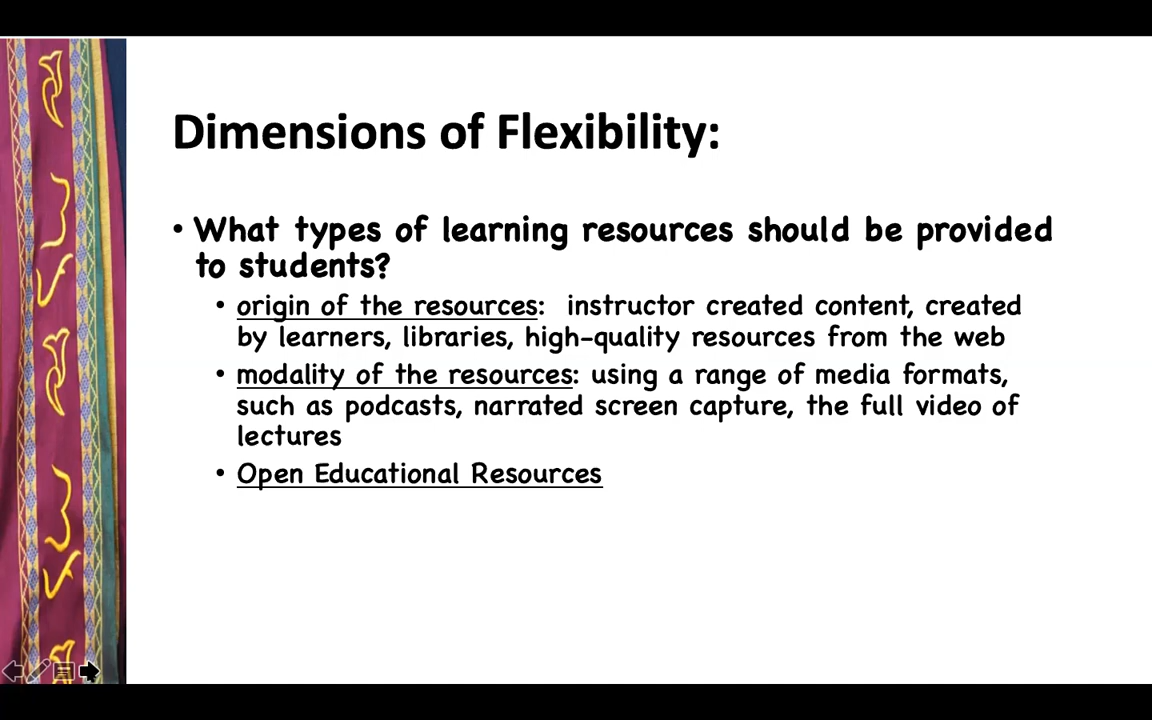 Dimensions of Flexibility:
• What types of learning resources should be provided
to students?
• origin of the resources:  instructor created content, created
by learners, libraries, high-quality resources from the web
• modality of the resources: using a range of media formats,
such as podcasts, narrated screen capture, the full video of
lectures
• Open Educational Resources